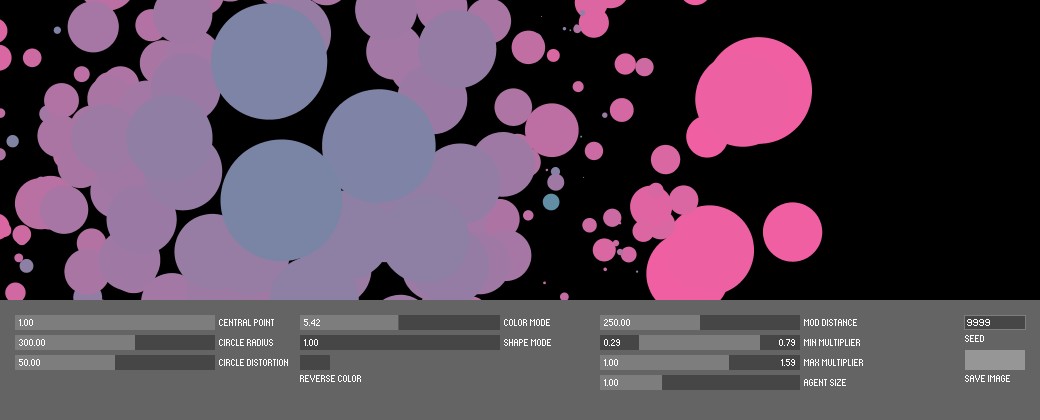 1.00 CENTRAL POINT 5.42 COLOR MODE 250.00 MOD DISTANCE 9999
300.00 CIRCLE RADIUS 1.00 SHAPE MODE 0.29 0.79 MIN MULTIPLIER SEED
50.00 CIRCLE DISTORTION 1.00 1.59 MAX MULTIPLIER
REVERSE COLOR 1.00 AGENT SIZE SAVE IMAGE